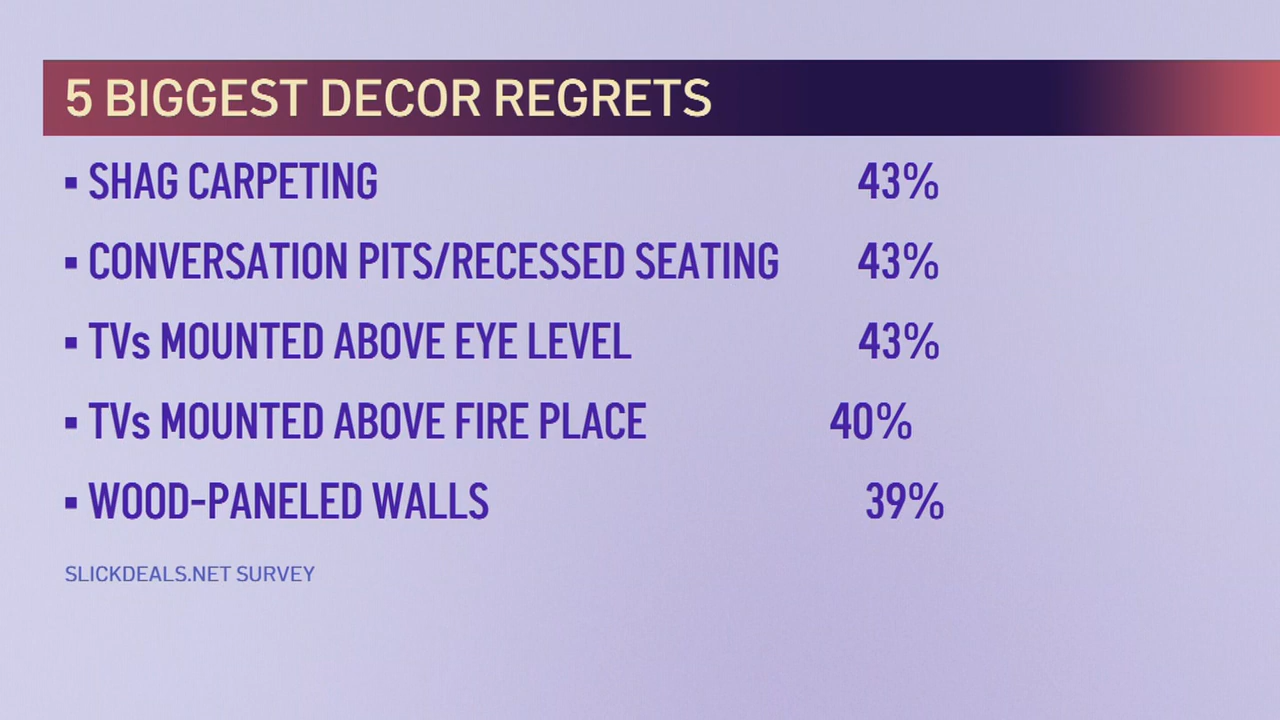 5 BIGGEST DECOR REGRETS
▪ SHAG CARPETING 43%
▪ CONVERSATION PITS/RECESSED SEATING 43%
▪ TVs MOUNTED ABOVE EYE LEVEL 43%
▪ TVs MOUNTED ABOVE FIRE PLACE 40%
▪ WOOD-PANELED WALLS 39%
SLICKDEALS.NET SURVEY